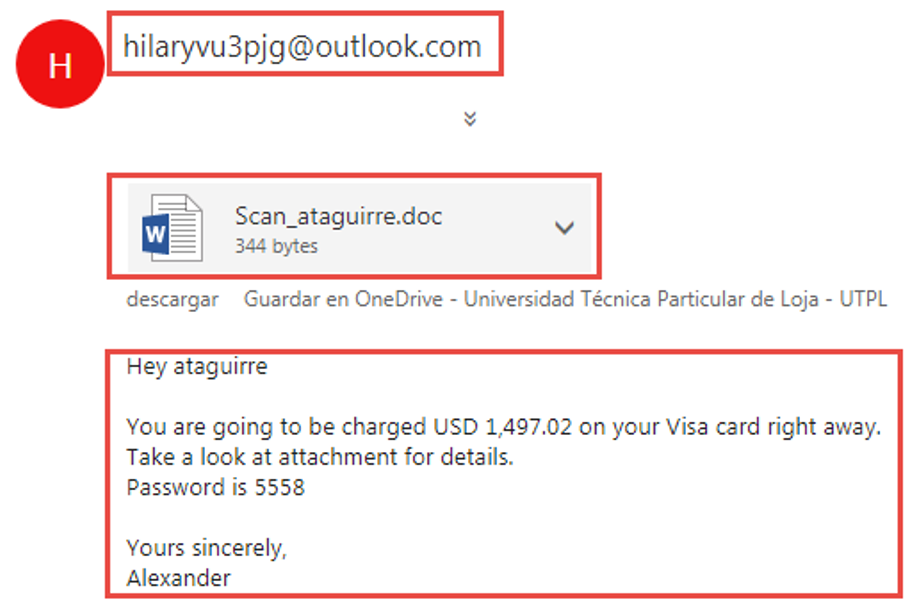 H
hilaryvu3pjg@outlook.com
W
Scan_ataguirre.doc
344 bytes
descargar Guardar en OneDrive - Universidad Técnica Particular de Loja - UTPL
Hey ataguirre
You are going to be charged USD 1,497.02 on your Visa card right away.
Take a look at attachment for details.
Password is 5558
Yours sincerely,
Alexander